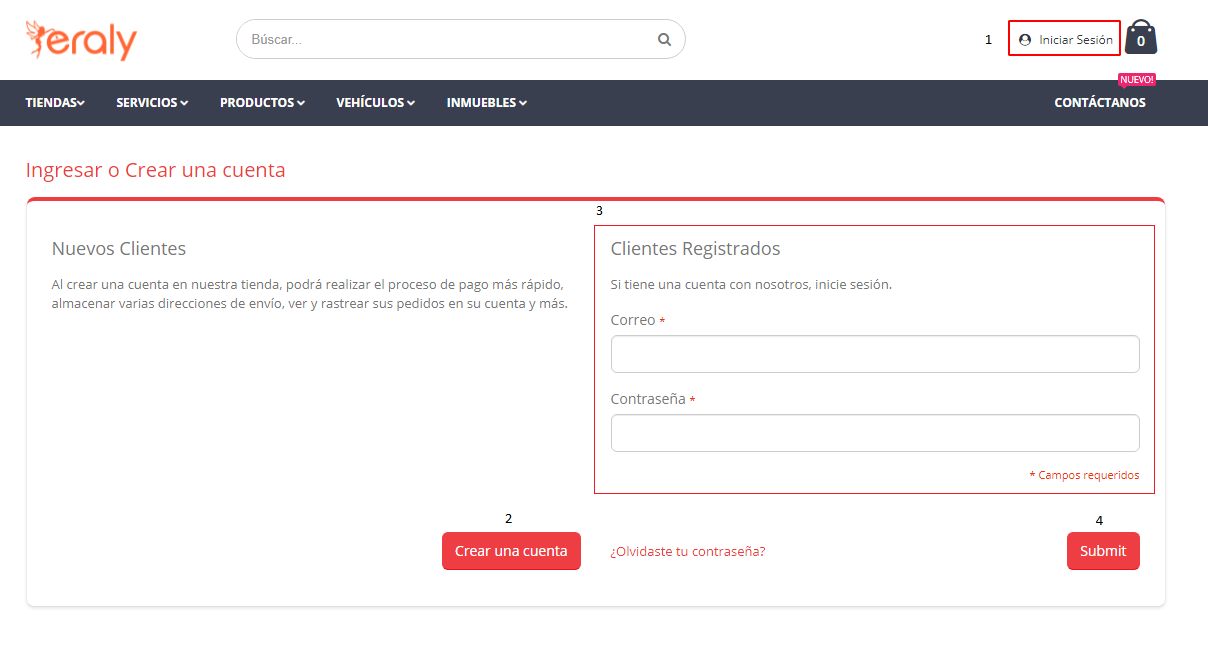 Yeraly
Búscar...
1
Iniciar Sesión
0
NUEVO!
TIENDAS
SERVICIOS
PRODUCTOS
VEHÍCULOS
INMUEBLES
CONTÁCTANOS
Ingresar o Crear una cuenta
3
Nuevos Clientes
Al crear una cuenta en nuestra tienda, podrá realizar el proceso de pago más rápido,
almacenar varias direcciones de envío, ver y rastrear sus pedidos en su cuenta y más.
Clientes Registrados
Si tiene una cuenta con nosotros, inicie sesión.
Correo *
Contraseña *
* Campos requeridos
2
Crear una cuenta
¿Olvidaste tu contraseña?
4
Submit